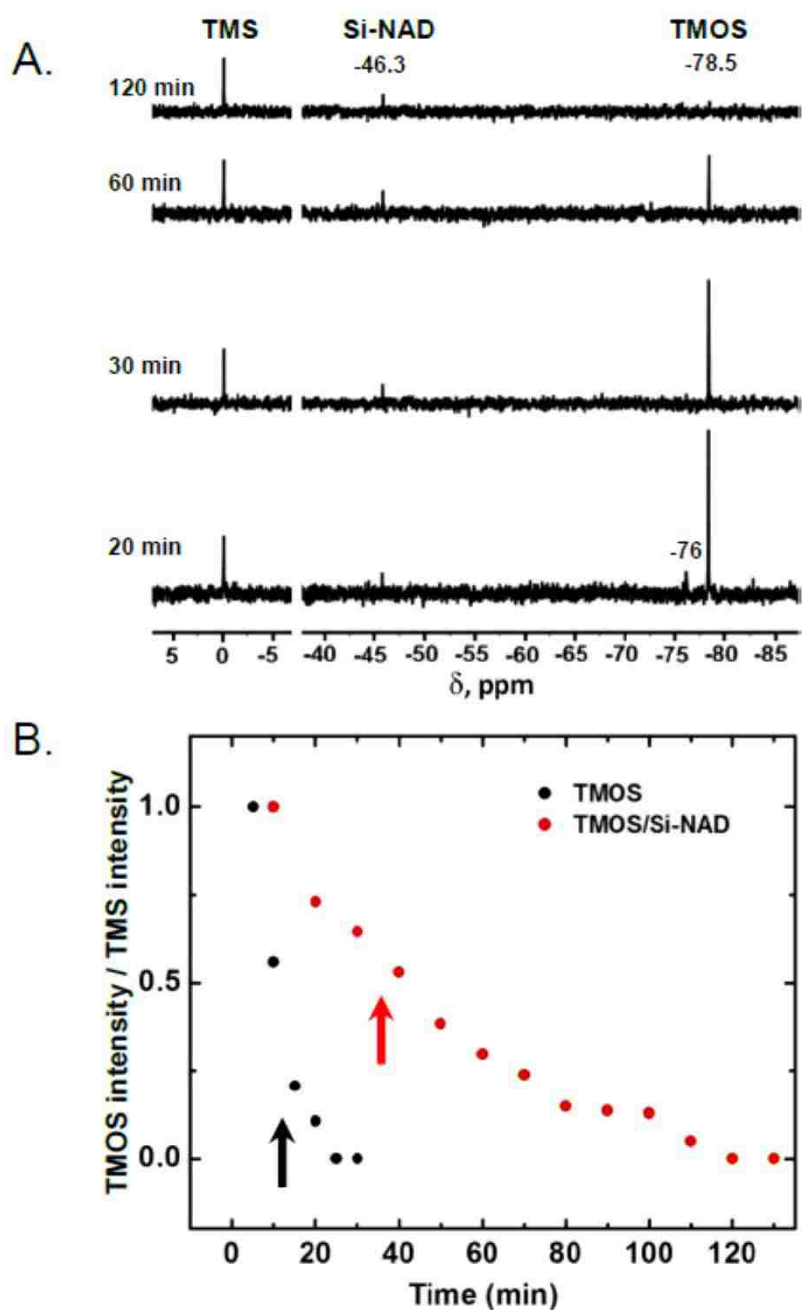 A.
TMS Si-NAD TMOS
-46.3 -78.5
120 min
60 min
30 min
20 min
-76
5 0 -5 -40 -45 -50 -55 -60 -65 -70 -75 -80 -85
δ, ppm
B.
TMOS intensity / TMS intensity
1.0
0.5
0.0
TMOS
TMOS/Si-NAD
0 20 40 60 80 100 120
Time (min)